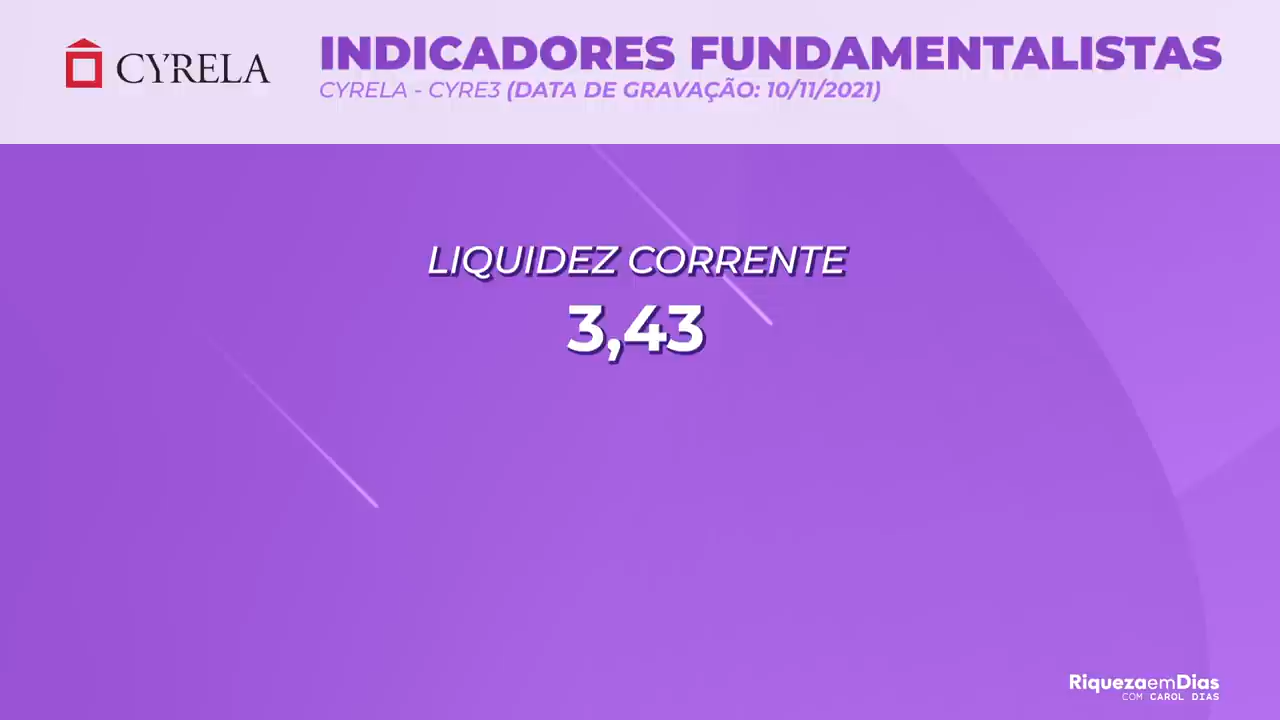 CYRELA
INDICADORES FUNDAMENTALISTAS
CYRELA - CYRE3 (DATA DE GRAVAÇÃO: 10/11/2021)
LIQUIDEZ CORRENTE
3,43
RiquezaemDias
COM CAROL DIAS